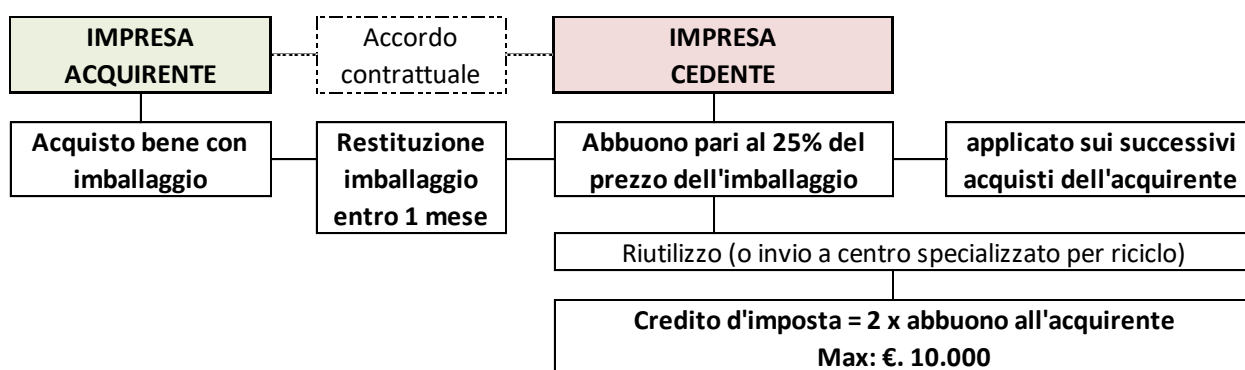 IMPRESA
ACQUIRENTE
Accordo
contrattuale
IMPRESA
CEDENTE
Acquisto bene con
imballaggio
Restituzione
imballaggio
entro 1 mese
Abbuono pari al 25% del
prezzo dell'imballaggio
applicato sui successivi
acquisti dell'acquirente
Riutilizzo (o invio a centro specializzato per riciclo)
Credito d'imposta = 2 x abbuono all'acquirente
Max: €. 10.000